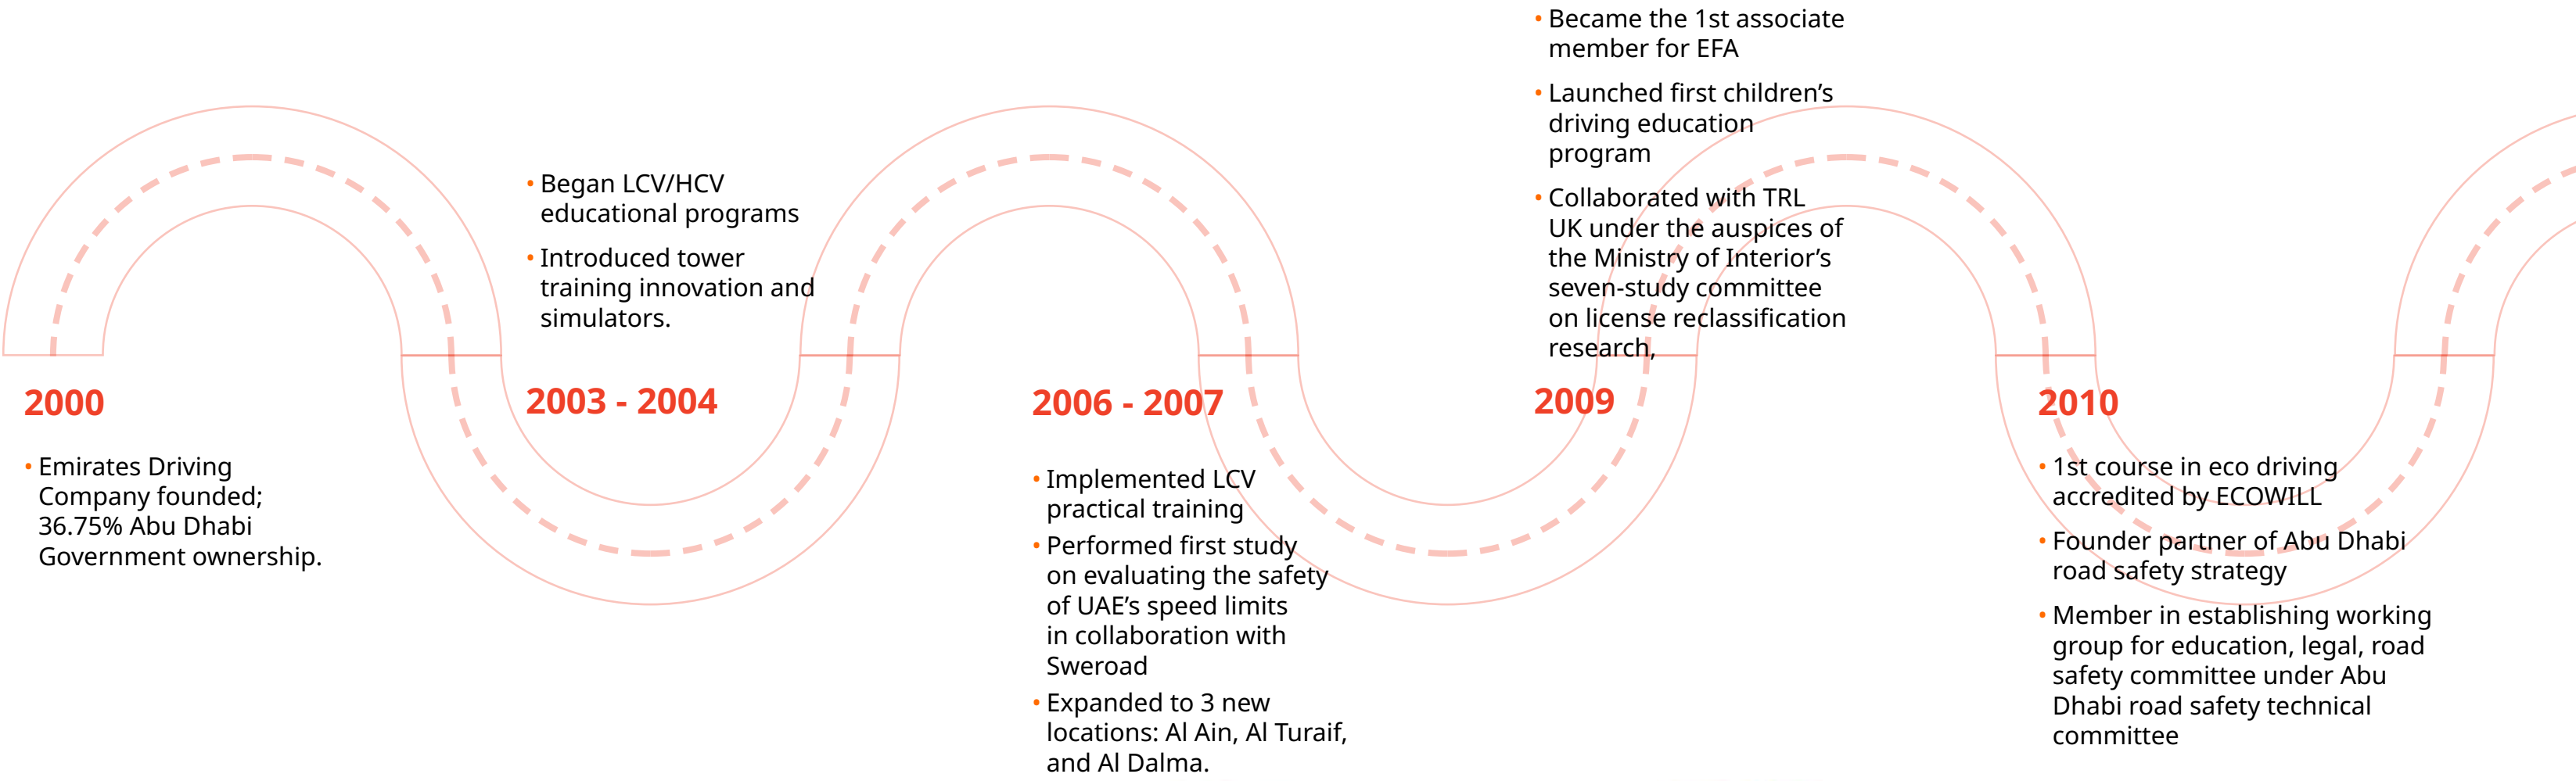 2000
• Emirates Driving
Company founded;
36.75% Abu Dhabi
Government ownership.
• Began LCV/HCV
educational programs
• Introduced tower
training innovation and
simulators.
2003 - 2004
2006 - 2007
• Implemented LCV
practical training
• Performed first study
on evaluating the safety
of UAE’s speed limits
in collaboration with
Sweroad
• Expanded to 3 new
locations: Al Ain, Al Turaif,
and Al Dalma.
• Became the 1st associate
member for EFA
• Launched first children’s
driving education
program
• Collaborated with TRL
UK under the auspices of
the Ministry of Interior’s
seven-study committee
on license reclassification
research,
2009
2010
• 1st course in eco driving
accredited by ECOWILL
• Founder partner of Abu Dhabi
road safety strategy
• Member in establishing working
group for education, legal, road
safety committee under Abu
Dhabi road safety technical
committee